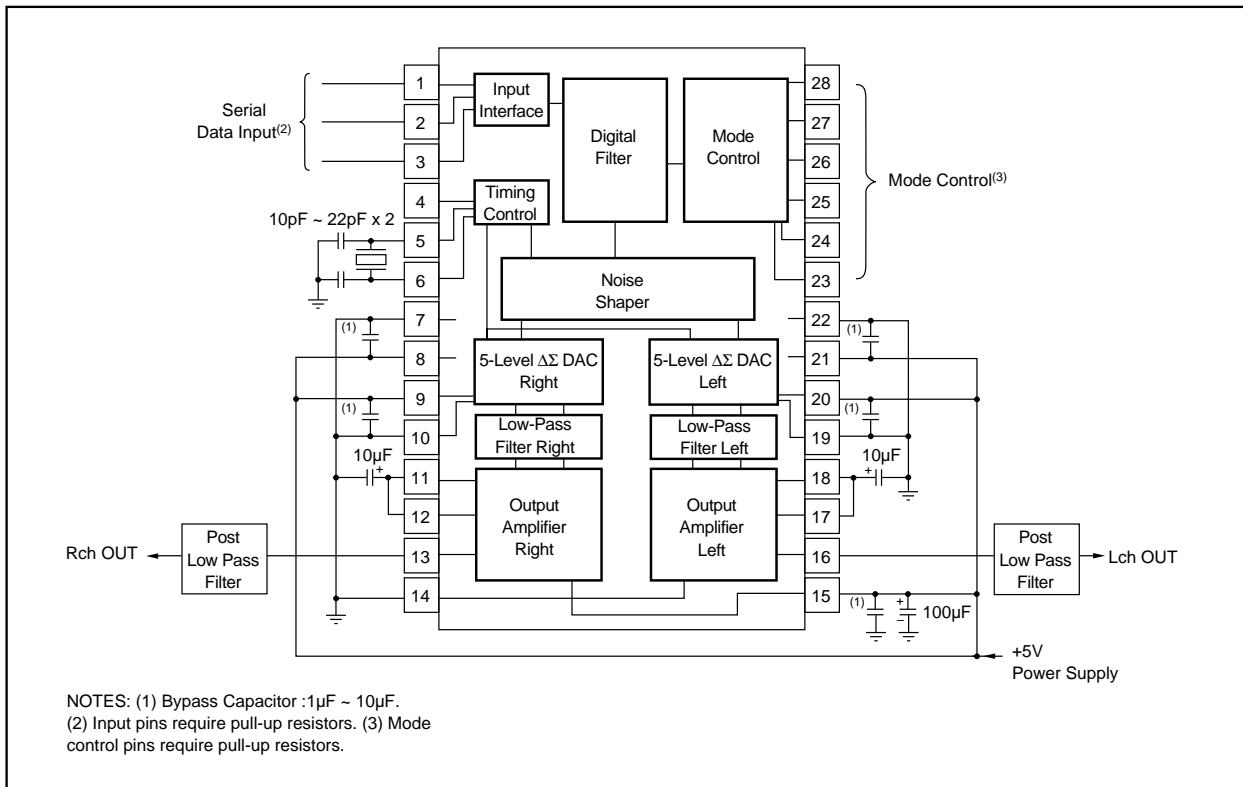 Serial
Data Input(2)
1
2
3
4
5
6
7
8
9
10
11
12
13
14
28
27
26
25
24
23
22
21
20
19
18
17
16
15
Input
Interface
Digital
Filter
Mode
Control
Mode Control(3)
Timing
Control
10pF ~ 22pF x 2
Noise
Shaper
(1)
(1)
5-Level ΔΣ DAC
Right
5-Level ΔΣ DAC
Left
(1)
(1)
Low-Pass
Filter Right
Low-Pass
Filter Left
10µF
+
10µF
+
Output
Amplifier
Right
Output
Amplifier
Left
Rch OUT
Post
Low Pass
Filter
Post
Low Pass
Filter
Lch OUT
(1)
+
–
100µF
+5V
Power Supply
NOTES: (1) Bypass Capacitor :1µF ~ 10µF.
(2) Input pins require pull-up resistors. (3) Mode
control pins require pull-up resistors.